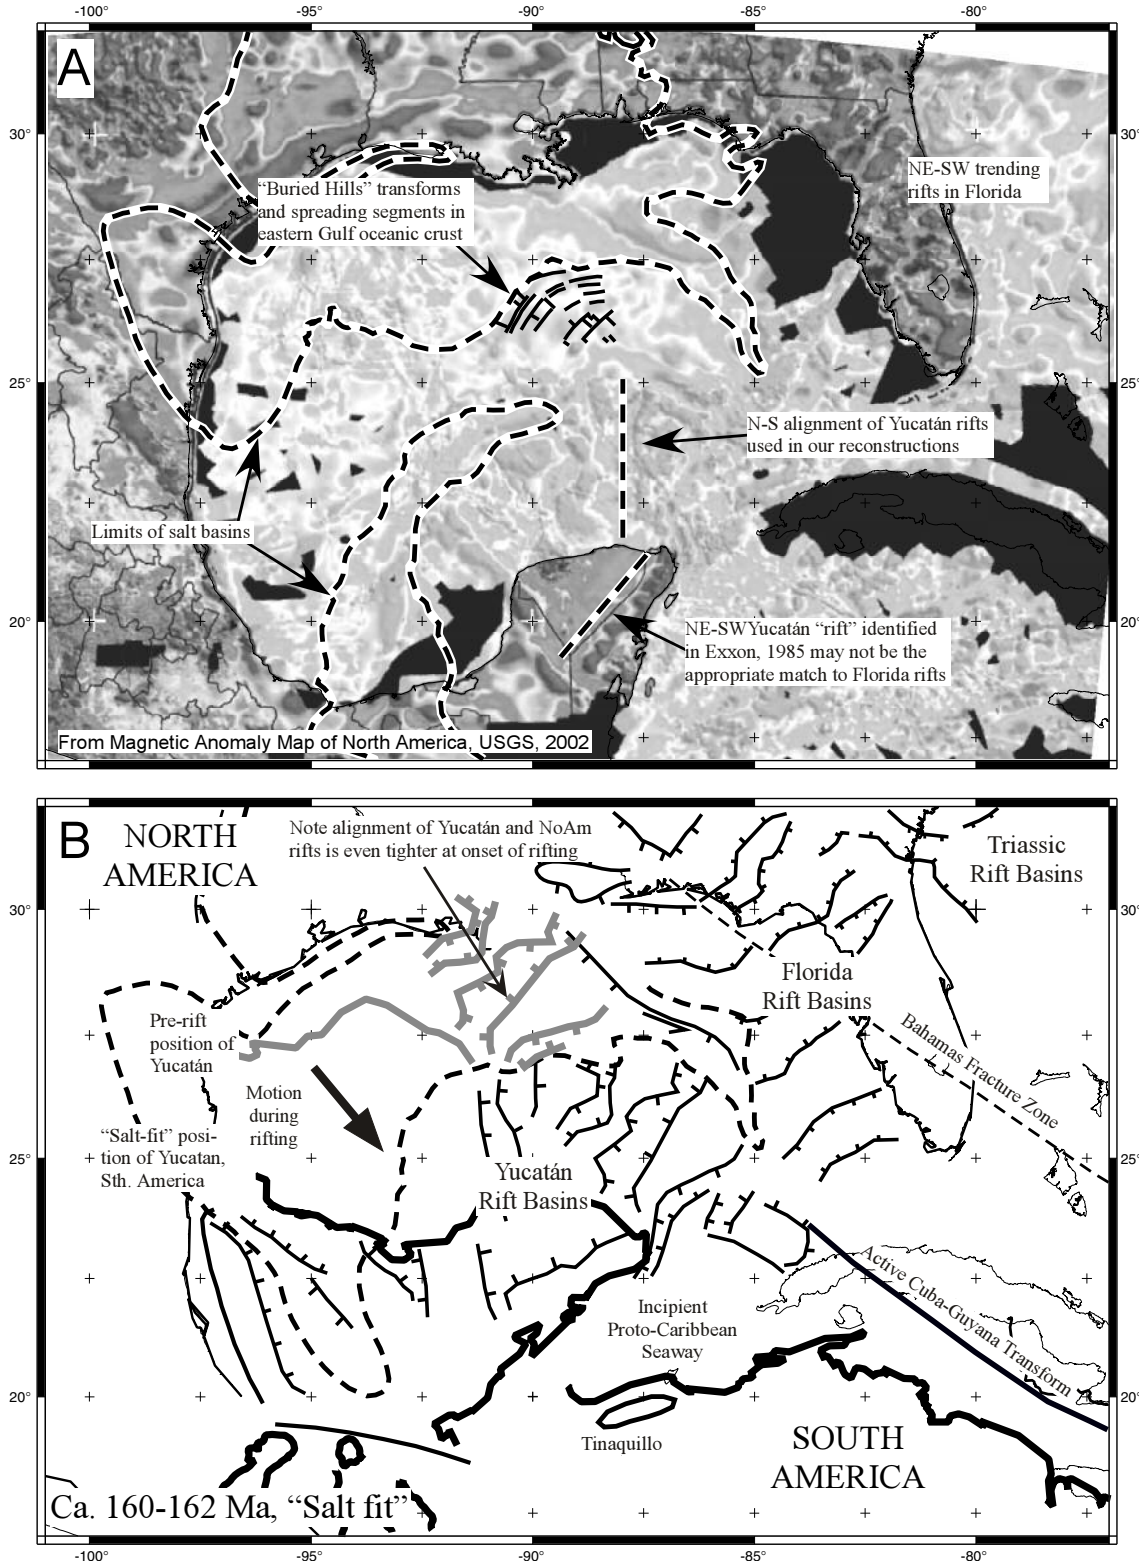 -100° -95° -90° -85° -80°
A
30° 30°
NE-SW trending
rifts in Florida
"Buried Hills" transforms
and spreading segments in
eastern Gulf oceanic crust
25° 25°
N-S alignment of Yucatán rifts
used in our reconstructions
Limits of salt basins
20° 20°
NE-SWYucatán "rift" identified
in Exxon, 1985 may not be the
appropriate match to Florida rifts
From Magnetic Anomaly Map of North America, USGS, 2002
B
NORTH
AMERICA
Note alignment of Yucatán and NoAm
rifts is even tighter at onset of rifting
Triassic
Rift Basins
30° 30°
Florida
Rift Basins
Pre-rift
position of
Yucatán
Bahamas Fracture Zone
Motion
during
rifting
"Salt-fit" posi-
tion of Yucatan,
Sth. America
25° 25°
Yucatán
Rift Basins
Active Cuba-Guyana Transform
Incipient
Proto-Caribbean
Seaway
20° 20°
Tinaquillo
SOUTH
AMERICA
Ca. 160-162 Ma, "Salt fit"
-100° -95° -90° -85° -80°